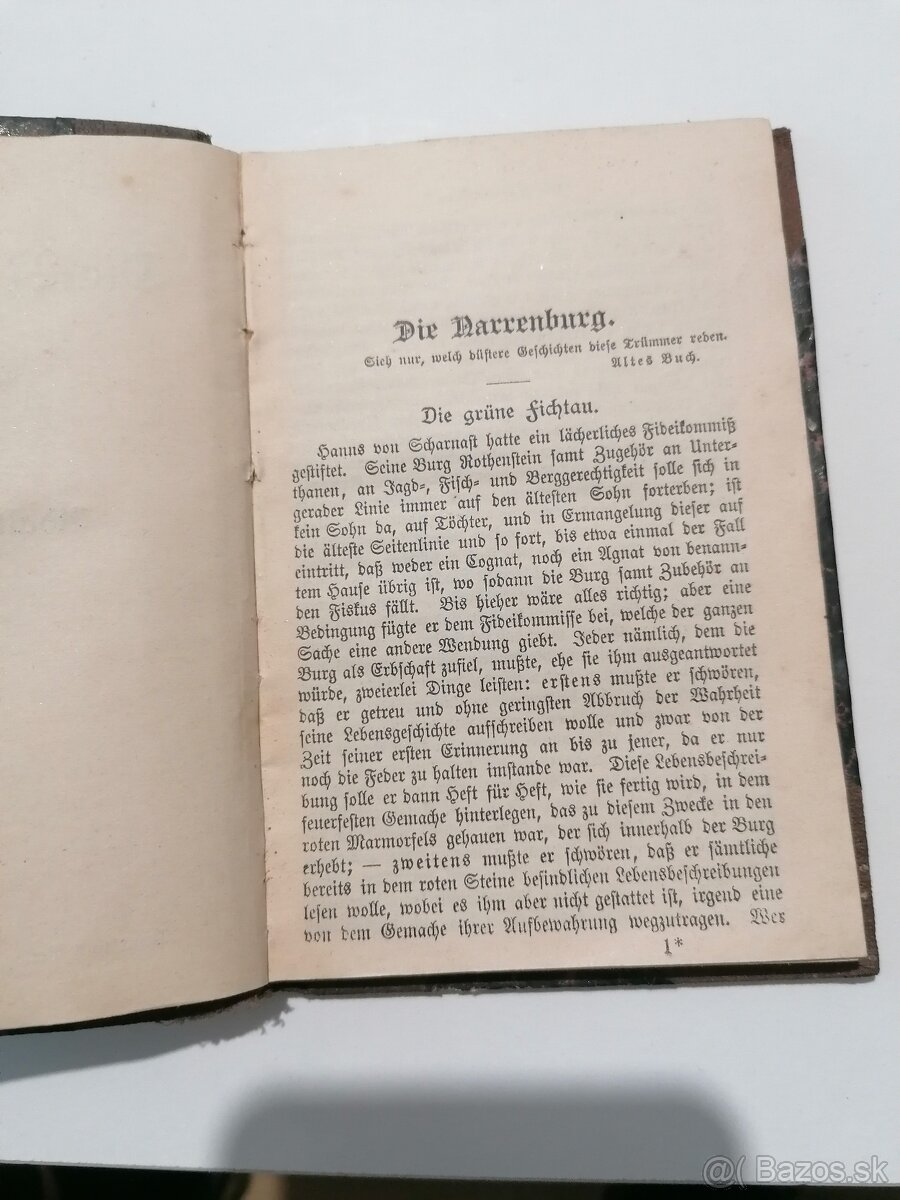 Die Narrenburg.
Sieh nur, welch düstere Geschichten diese Trümmer reden.
Altes Buch.
Die grüne Fichtau.
Hanns von Scharnast hatte ein lächerliches Fideikommiß
gestiftet. Seine Burg Rothenstein samt Zugehör an Unter-
thanen, an Jagd-, Fisch- und Berggerechtigkeit solle sich in
gerader Linie immer auf den ältesten Sohn forterben; ist
kein Sohn da, auf Töchter, und in Ermangelung dieser auf
die älteste Seitenlinie und so fort, bis etwa einmal der Fall
eintritt, daß weder ein Cognat, noch ein Agnat von benann-
tem Hause übrig ist, wo sodann die Burg samt Zubehör an
den Fiskus fällt. Bis hieher wäre alles richtig; aber eine
Bedingung fügte er dem Fideikommisse bei, welche der ganzen
Sache eine andere Wendung giebt. Jeder nämlich, dem die
Burg als Erbschaft zufiel, mußte, ehe sie ihm ausgeantwortet
würde, zweierlei Dinge leisten: erstens mußte er schwören,
daß er getreu und ohne geringsten Abbruch der Wahrheit
seine Lebensgeschichte aufschreiben wolle und zwar von der
Zeit seiner ersten Erinnerung an bis zu jener, da er nur
noch die Feder zu halten imstande war. Diese Lebensbeschrei-
bung solle er dann Heft für Heft, wie sie fertig wird, in dem
feuerfesten Gemache hinterlegen, das zu diesem Zwecke in den
roten Marmorfels gehauen war, der sich innerhalb der Burg
erhebt; — zweitens mußte er schwören, daß er sämtliche
bereits in dem roten Steine befindlichen Lebensbeschreibungen
lesen wolle, wobei es ihm aber nicht gestattet ist, irgend eine
von dem Gemache ihrer Aufbewahrung wegzutragen. Wer
1*
@( Bazos.sk